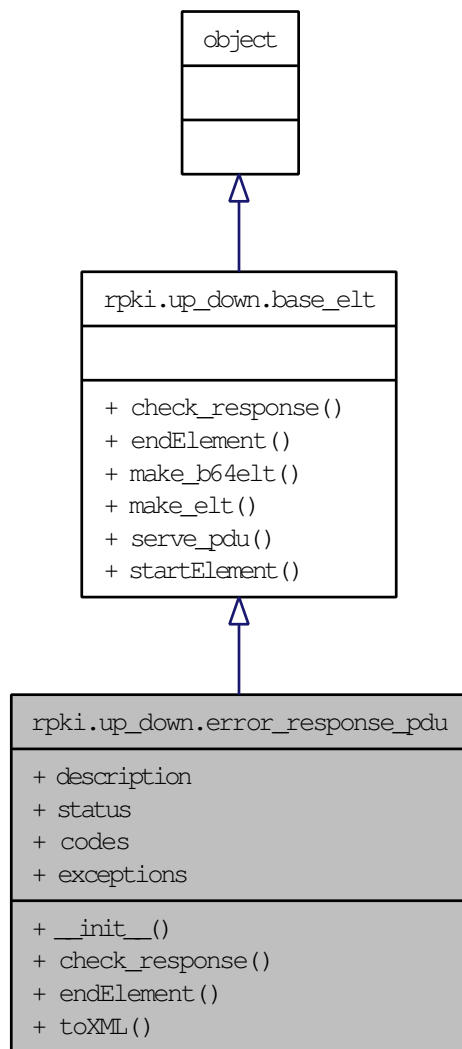 object
rpki.up_down.base_elt
+ check_response()
+ endElement()
+ make_b64elt()
+ make_elt()
+ serve_pdu()
+ startElement()
rpki.up_down.error_response_pdu
+ description
+ status
+ codes
+ exceptions
+ __init__()
+ check_response()
+ endElement()
+ toXML()